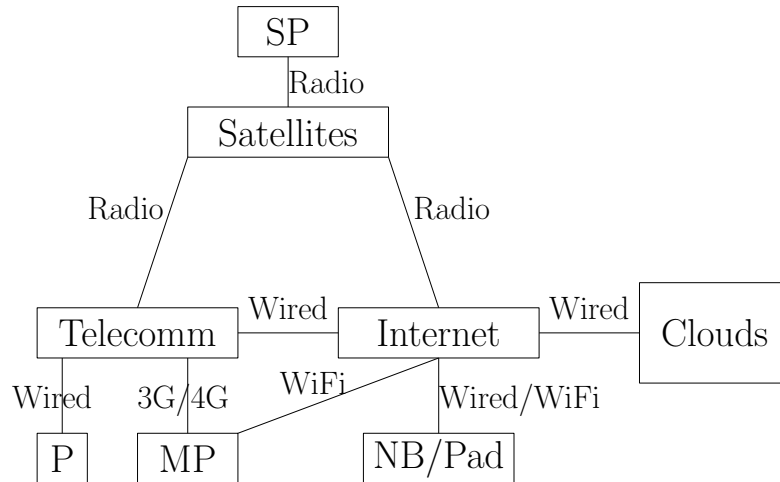 SP
Radio
Satellites
Radio
Radio
Telecomm
Wired
Internet
Wired
Clouds
Wired
3G/4G
WiFi
Wired/WiFi
P
MP
NB/Pad